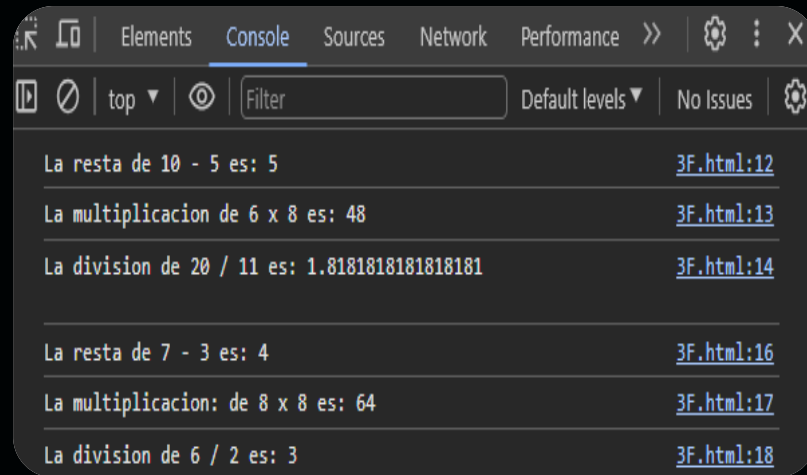 Elements Console Sources Network Performance
top Filter Default levels No Issues
La resta de 10 - 5 es: 5 3F.html:12
La multiplicacion de 6 x 8 es: 48 3F.html:13
La division de 20 / 11 es: 1.8181818181818181 3F.html:14
La resta de 7 - 3 es: 4 3F.html:16
La multiplicacion: de 8 x 8 es: 64 3F.html:17
La division de 6 / 2 es: 3 3F.html:18